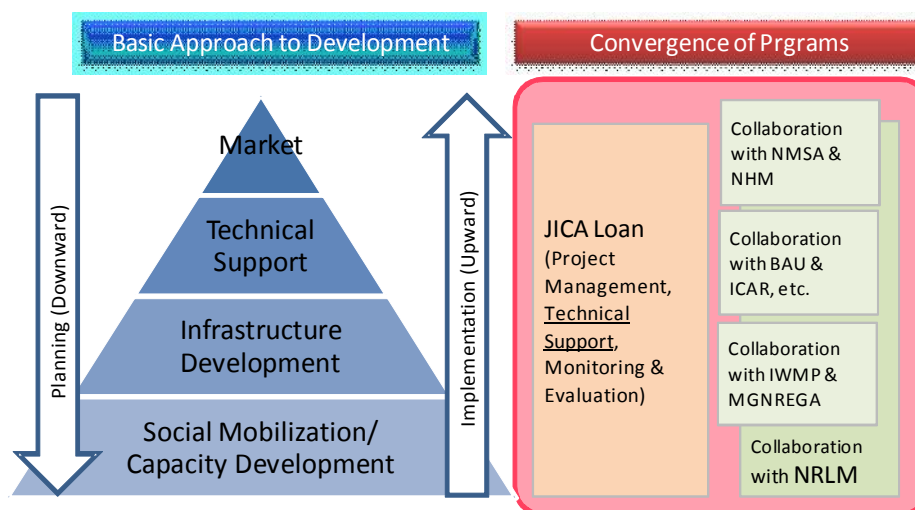 Basic Approach to Development
Convergence of Prgrams
Planning (Downward)
Market
Technical
Support
Infrastructure
Development
Social Mobilization/
Capacity Development
Implementation (Upward)
JICA Loan
(Project
Management,
Technical
Support,
Monitoring &
Evaluation)
Collaboration
with NMSA &
NHM
Collaboration
with BAU &
ICAR, etc.
Collaboration
with IWMP &
MGNREGA
Collaboration
with NRLM